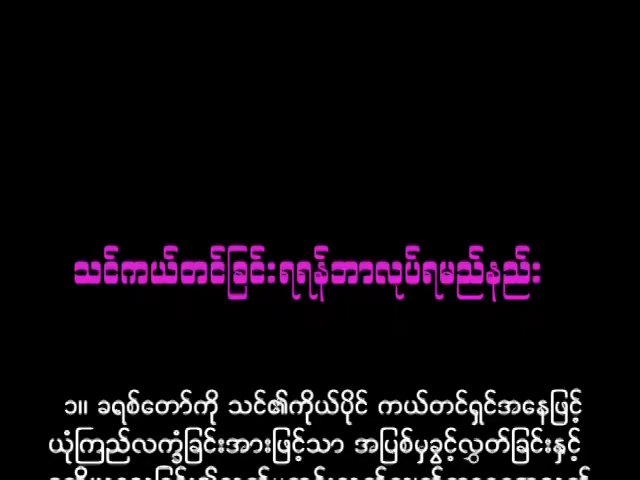 သင်ကယ်တင်ခြင်းရရန်ဘာလုပ်ရမည်နည်း
၁။ ခရစ်တော်ကို သင်၏ကိုယ်ပိုင် ကယ်တင်ရှင်အနေဖြင့်
ယုံကြည်လက္ခံခြင်းအားဖြင့်သာ အပြစ်မှခွင့်လွှတ်ခြင်းနှင့်